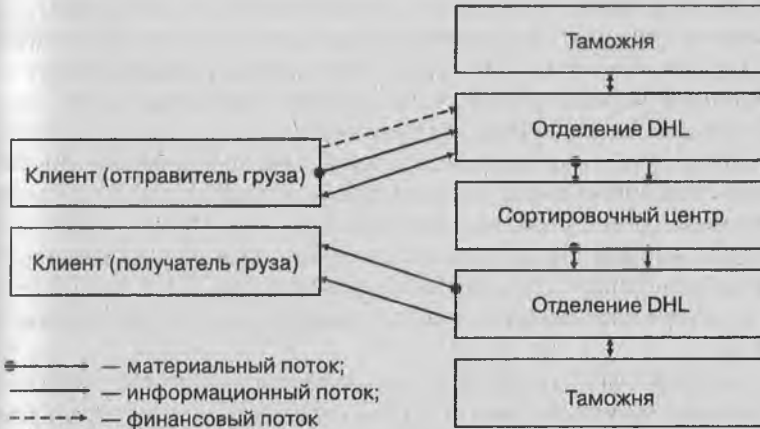 Таможня
Отделение DHL
Клиент (отправитель груза)
Сортировочный центр
Клиент (получатель груза)
Отделение DHL
— материальный поток;
— информационный поток;
— финансовый поток
Таможня